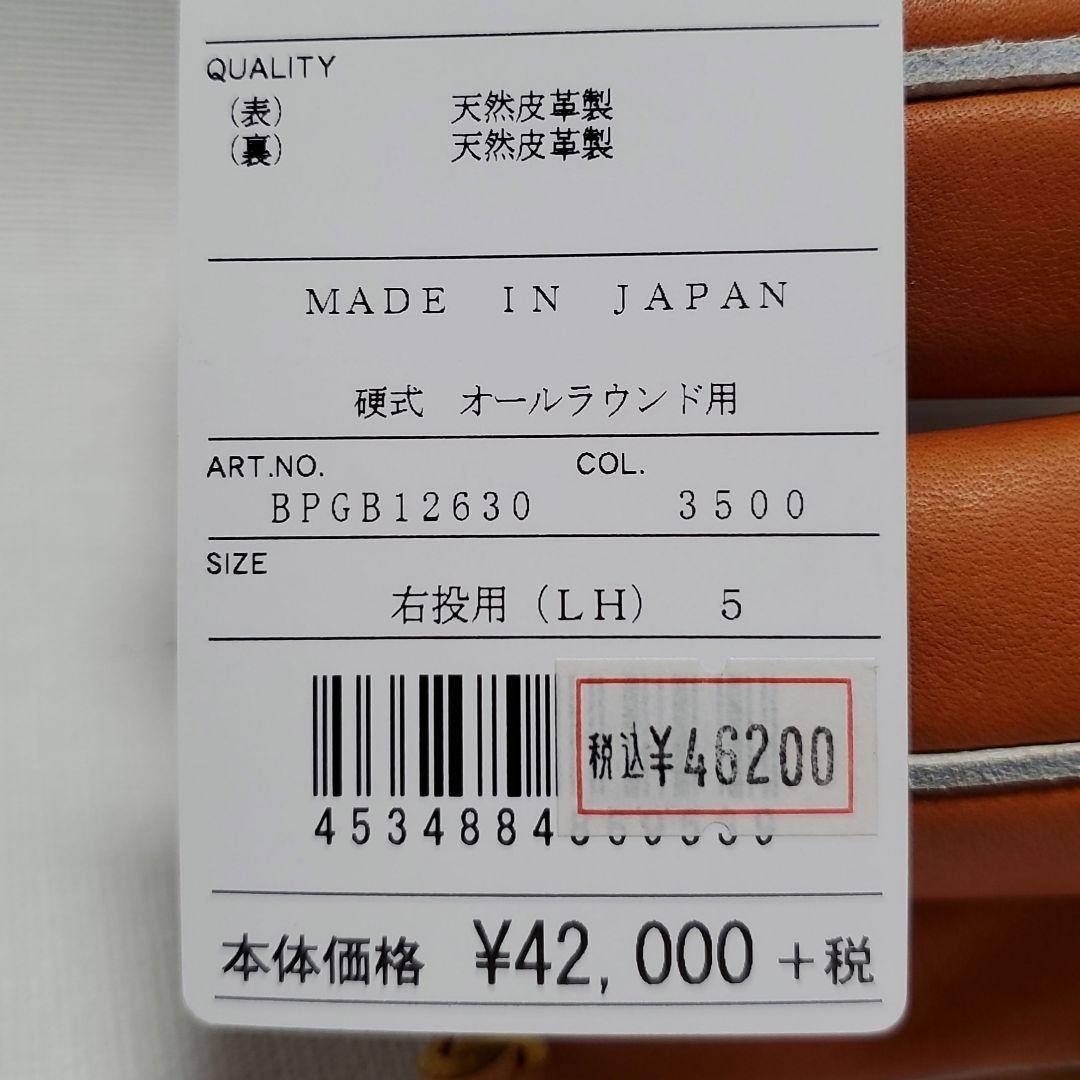 QUALITY
(表) 天然皮革製
(裏) 天然皮革製
MADE IN JAPAN
硬式 オールラウンド用
ART.NO. COL.
BPGB12630 3500
SIZE
右投用(LH) 5
税込¥46200
4534884
本体価格 ¥42,000+税